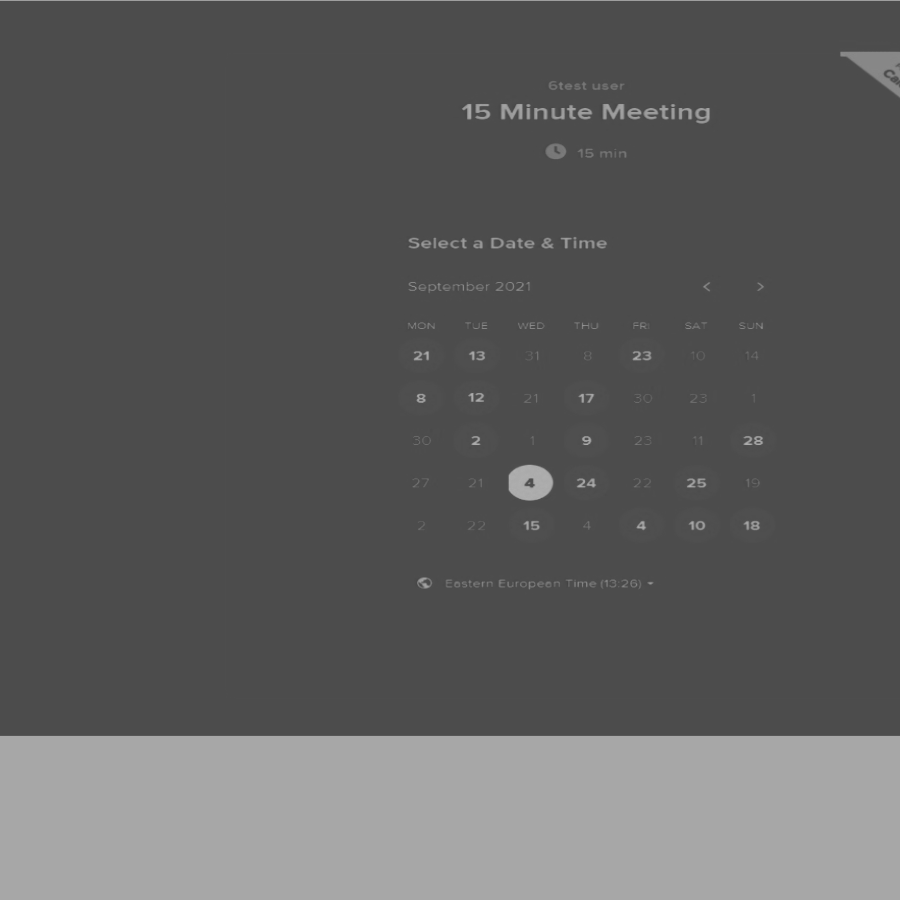 6test user
15 Minute Meeting
15 min
Select a Date & Time
September 2021 < >
MON TUE WED THU FRI SAT SUN
21 13 31 8 23 10 14
8 12 21 17 30 23 1
30 2 1 9 23 11 28
27 21 4 24 22 25 19
2 22 15 4 4 10 18
Eastern European Time (13:26)